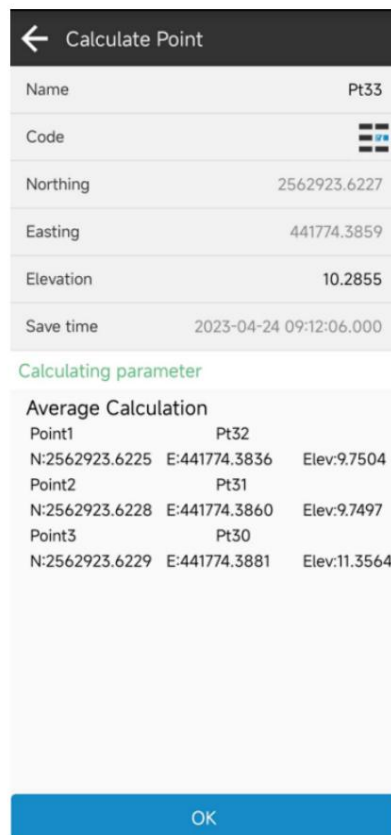 Calculate Point
Name Pt33
Code
Northing 2562923.6227
Easting 441774.3859
Elevation 10.2855
Save time 2023-04-24 09:12:06.000
Calculating parameter
Average Calculation
Point1 Pt32
N:2562923.6225 E:441774.3836 Elev:9.7504
Point2 Pt31
N:2562923.6228 E:441774.3860 Elev:9.7497
Point3 Pt30
N:2562923.6229 E:441774.3881 Elev:11.3564
OK